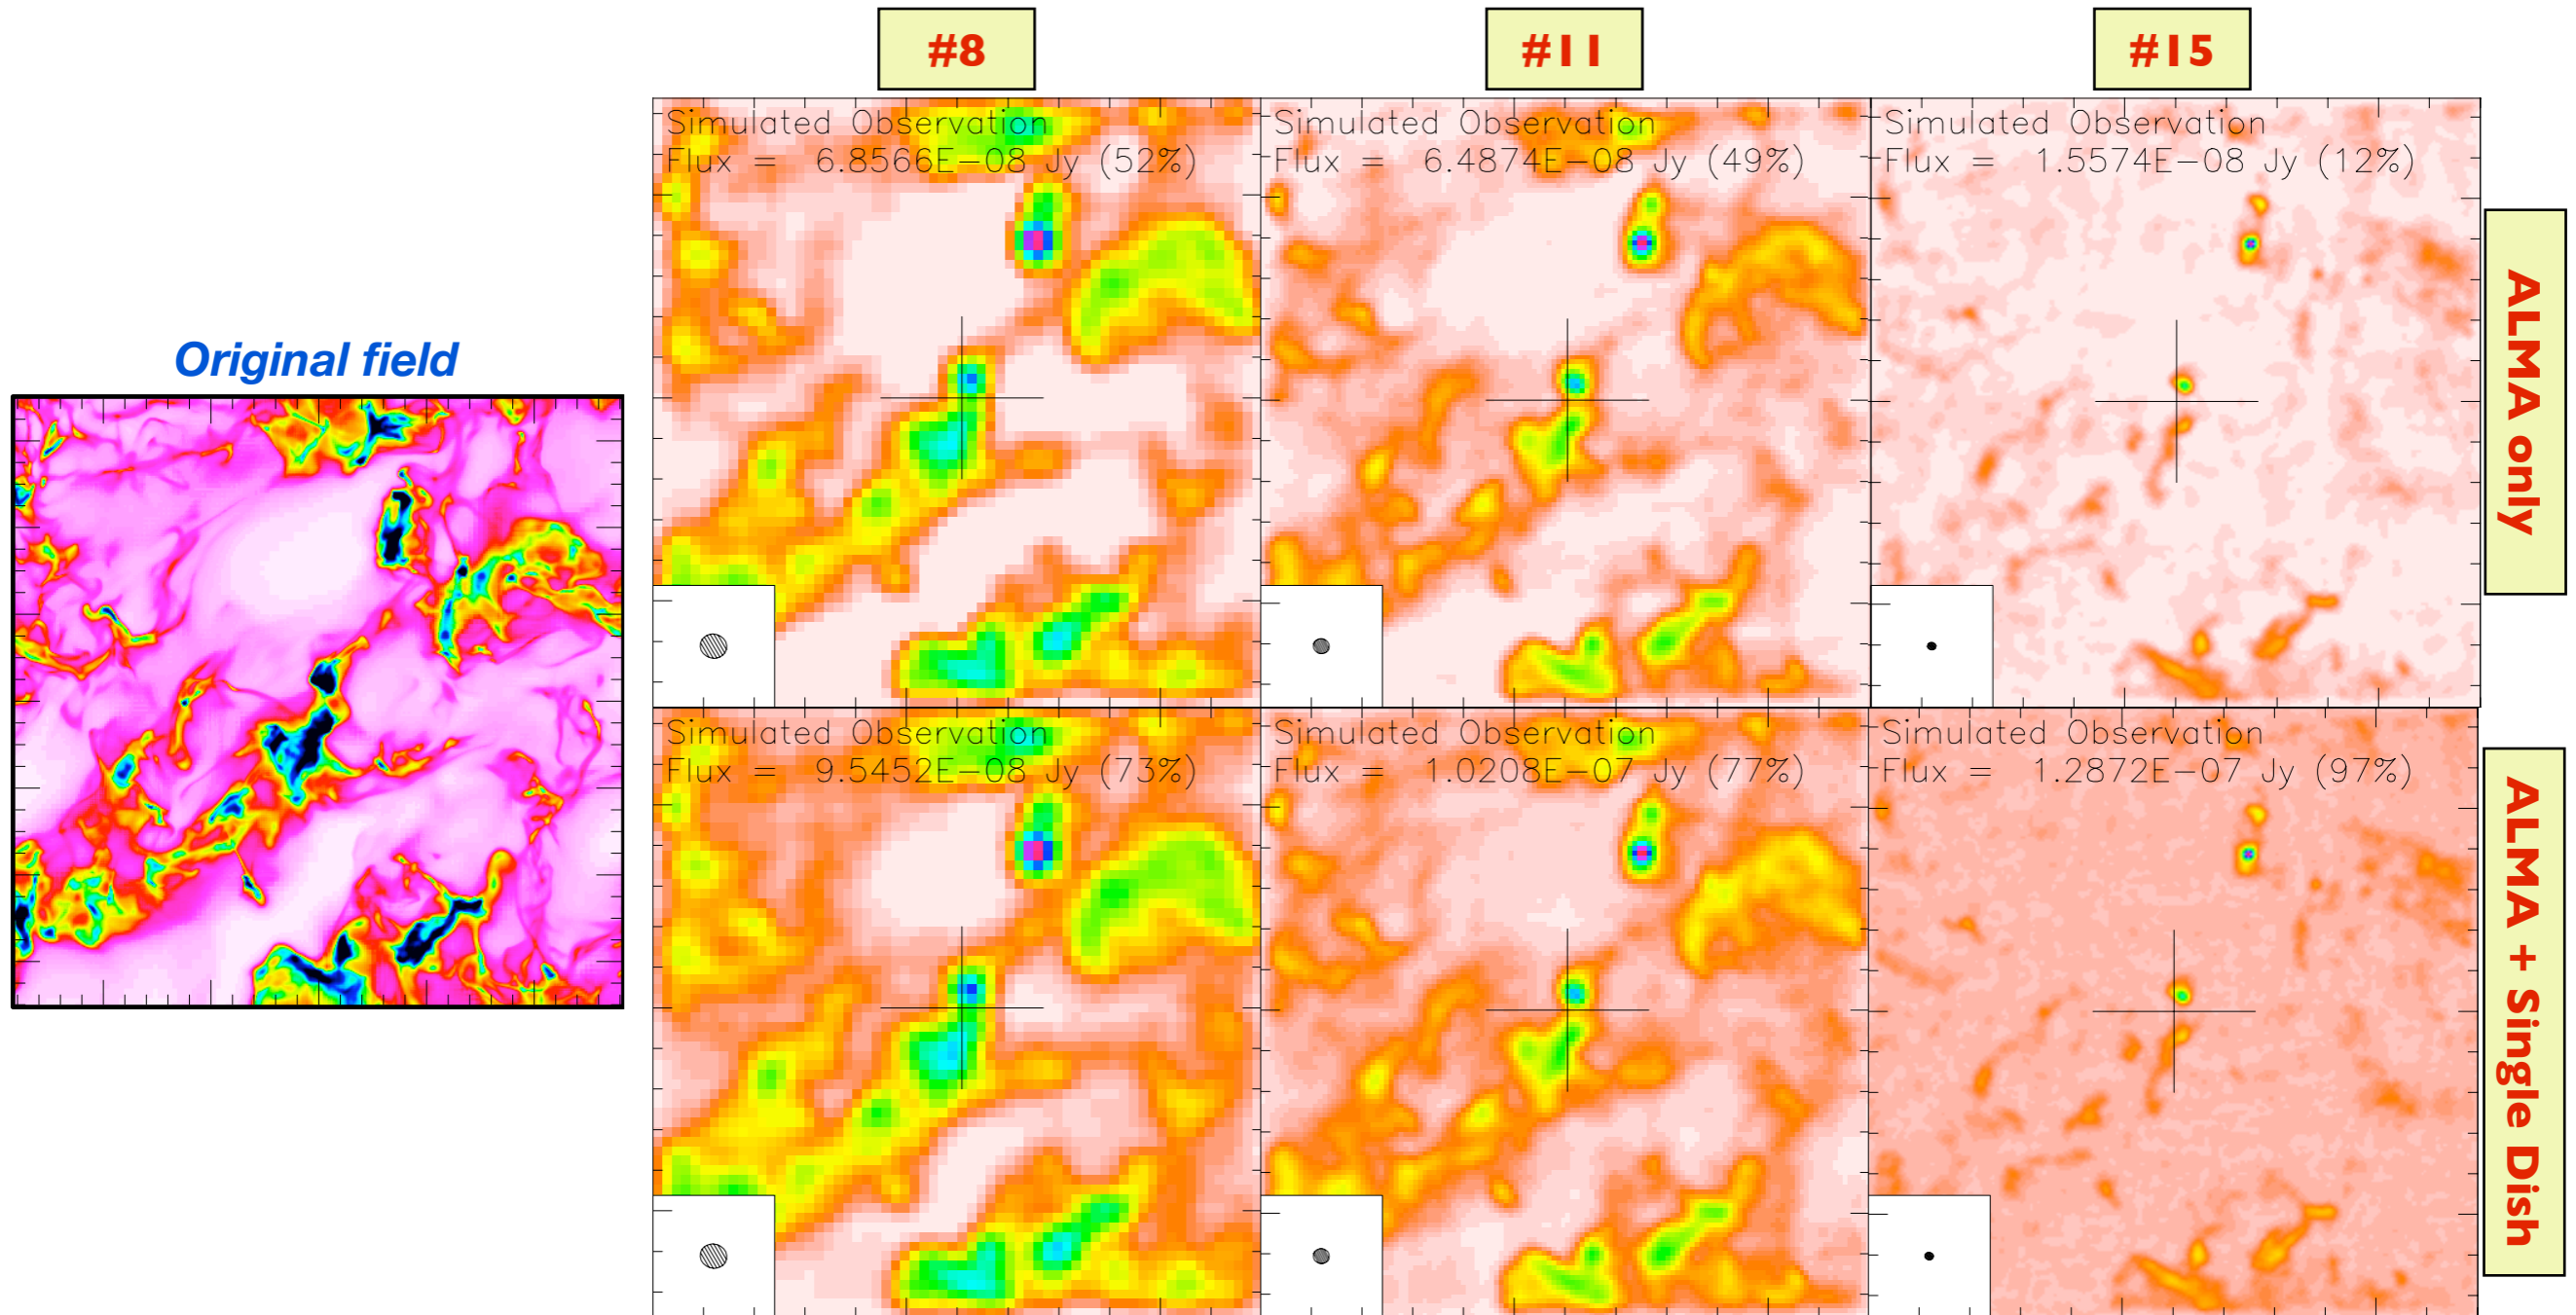 #8
#11
#15
Original field
Simulated Observation
Flux = 6.8566E-08 Jy (52%)
Simulated Observation
Flux = 6.4874E-08 Jy (49%)
Simulated Observation
Flux = 1.5574E-08 Jy (12%)
ALMA only
Simulated Observation
Flux = 9.5452E-08 Jy (73%)
Simulated Observation
Flux = 1.0208E-07 Jy (77%)
Simulated Observation
Flux = 1.2872E-07 Jy (97%)
ALMA + Single Dish